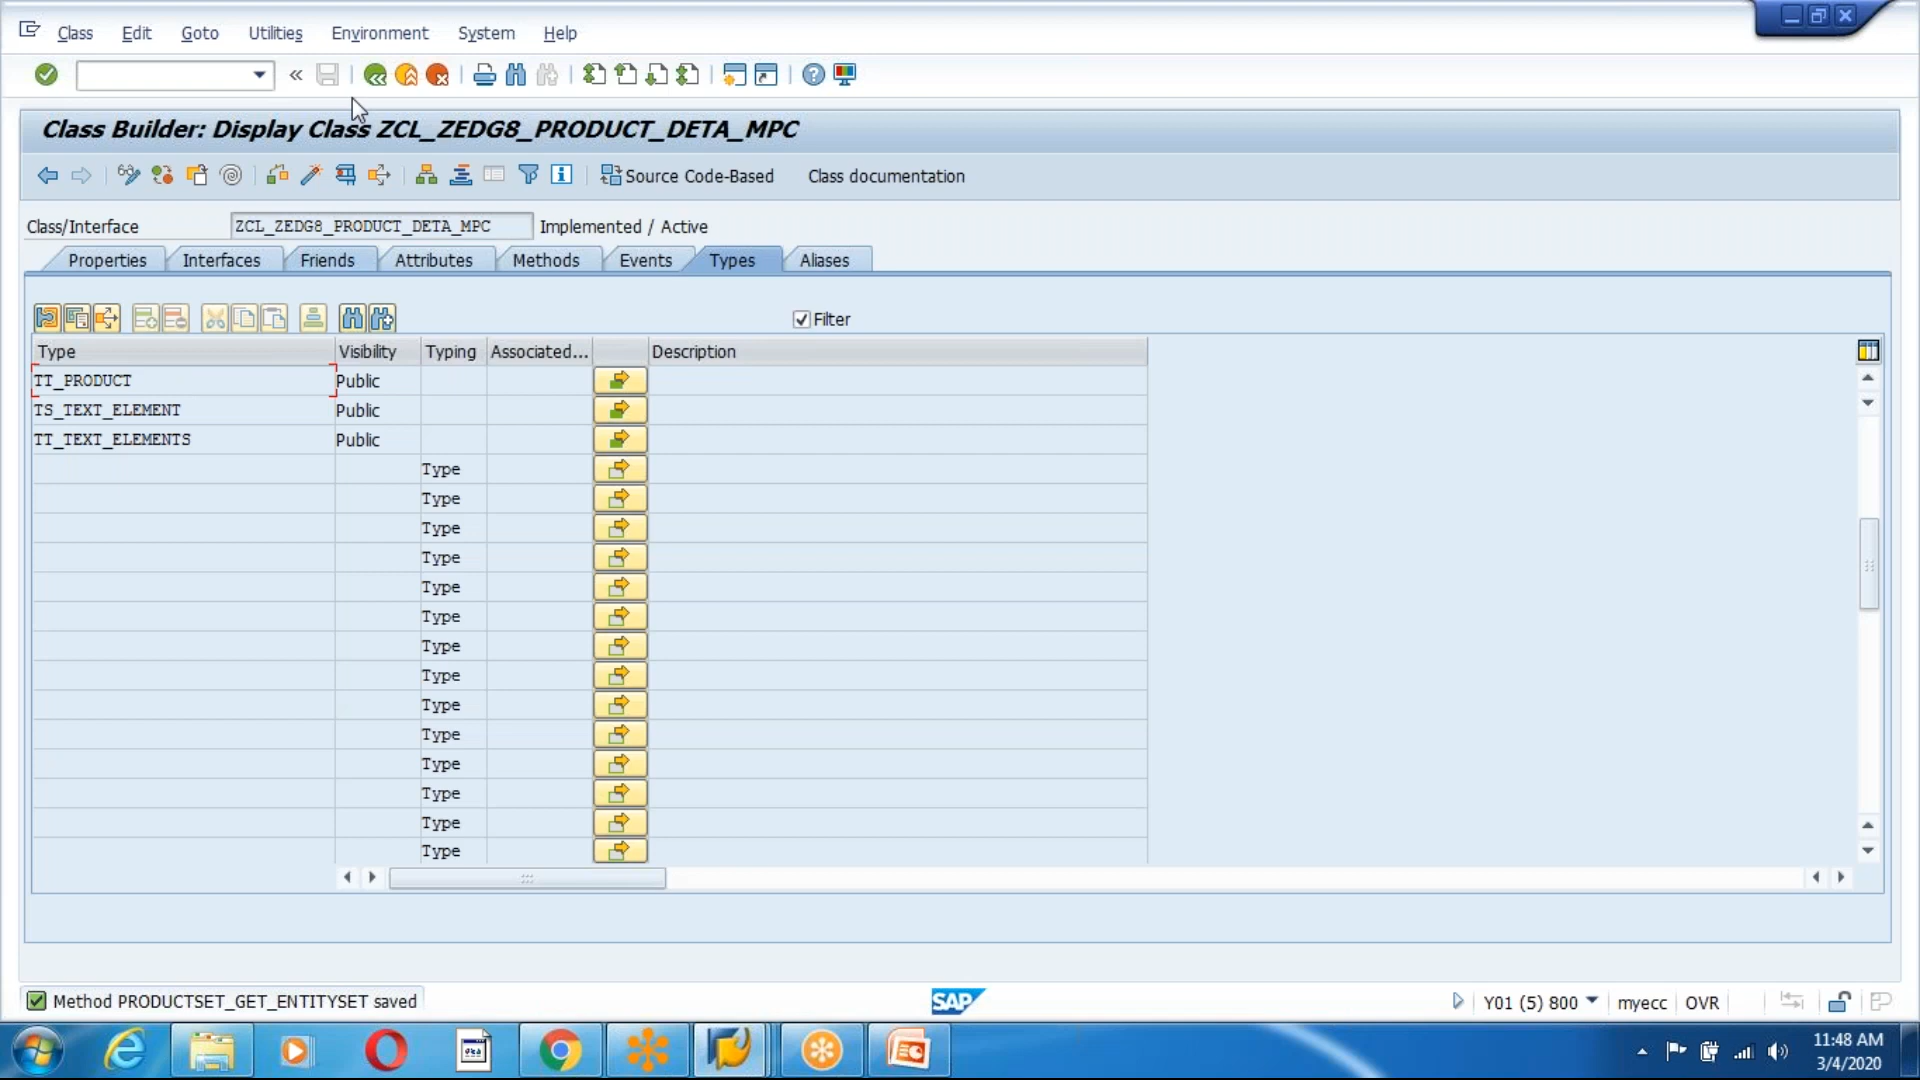 Class Edit Goto Utilities Environment System Help
Class Builder: Display Class ZCL_ZEDG8_PRODUCT_DETA_MPC
Source Code-Based Class documentation
Class/Interface ZCL_ZEDG8_PRODUCT_DETA_MPC Implemented / Active
Properties Interfaces Friends Attributes Methods Events Types Aliases
Filter
Type Visibility Typing Associated... Description
TT_PRODUCT Public
TS_TEXT_ELEMENT Public
TT_TEXT_ELEMENTS Public
Type
Type
Type
Type
Type
Type
Type
Type
Type
Type
Type
Type
Type
Type
Method PRODUCTSET_GET_ENTITYSET saved SAP Y01 (5) 800 myecc OVR
11:48 AM
3/4/2020